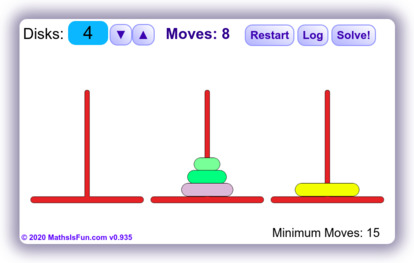 Disks: 4 ▼ ▲ Moves: 8 Restart Log Solve!
Minimum Moves: 15
© 2020 MathsIsFun.com v0.935